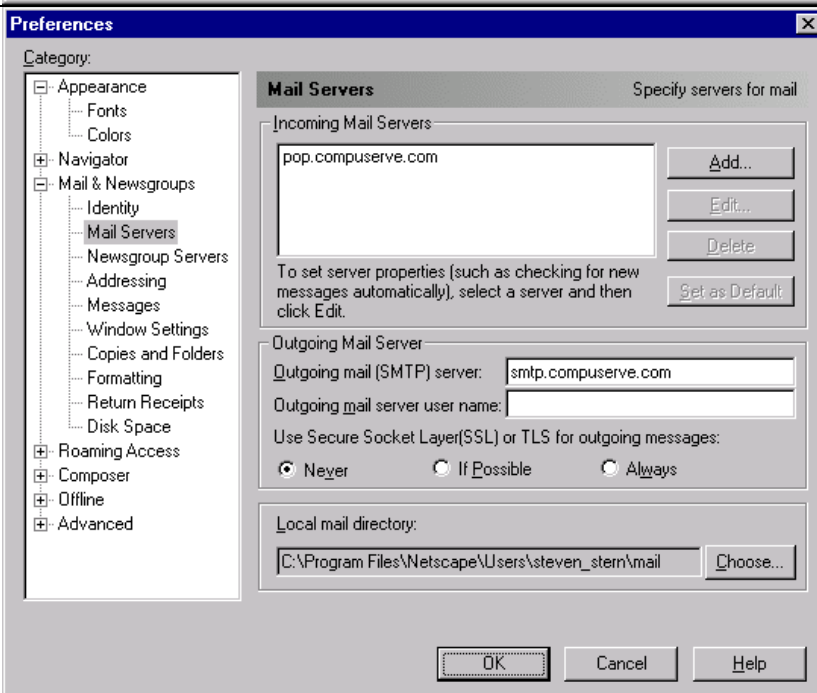 Preferences
Category:
Appearance
Fonts
Colors
Navigator
Mail & Newsgroups
Identity
Mail Servers
Newsgroup Servers
Addressing
Messages
Window Settings
Copies and Folders
Formatting
Return Receipts
Disk Space
Roaming Access
Composer
Offline
Advanced
Mail Servers Specify servers for mail
Incoming Mail Servers
pop.compuserve.com
Add...
Edit...
Delete
Set as Default
To set server properties (such as checking for new
messages automatically), select a server and then
click Edit.
Outgoing Mail Server
Outgoing mail (SMTP) server: smtp.compuserve.com
Outgoing mail server user name:
Use Secure Socket Layer(SSL) or TLS for outgoing messages:
Never If Possible Always
Local mail directory:
C:\Program Files\Netscape\Users\steven_stern\mail Choose...
OK Cancel Help